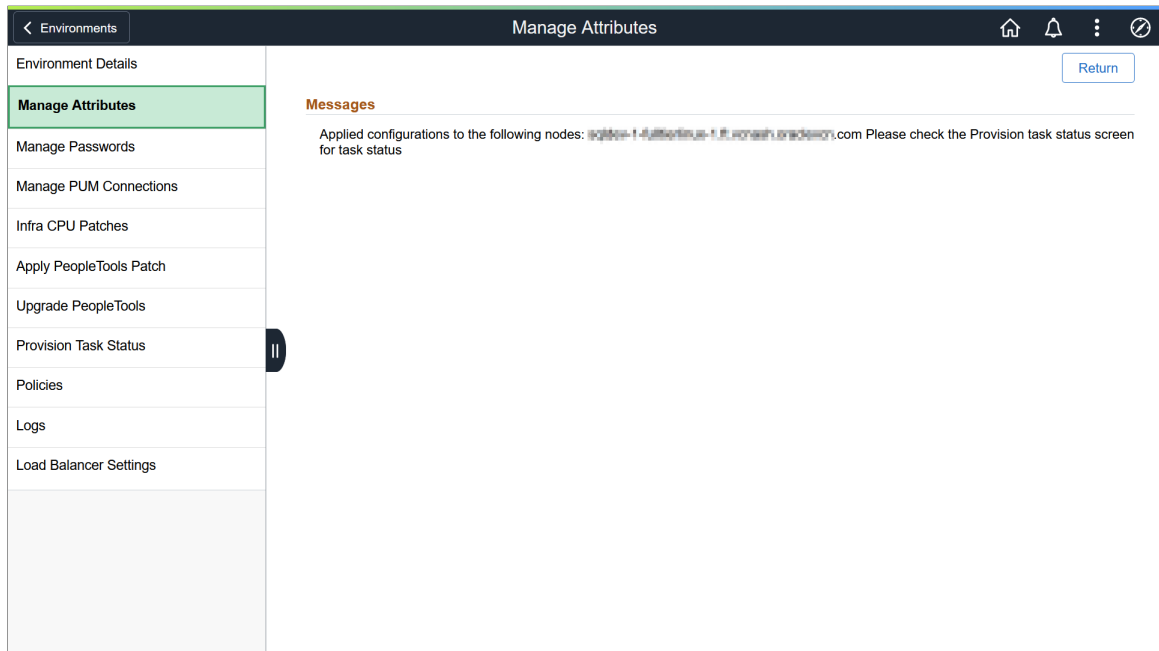 Environments
Manage Attributes
Environment Details
Return
Manage Attributes
Messages
Applied configurations to the following nodes: .com Please check the Provision task status screen
for task status
Manage Passwords
Manage PUM Connections
Infra CPU Patches
Apply PeopleTools Patch
Upgrade PeopleTools
Provision Task Status
Policies
Logs
Load Balancer Settings